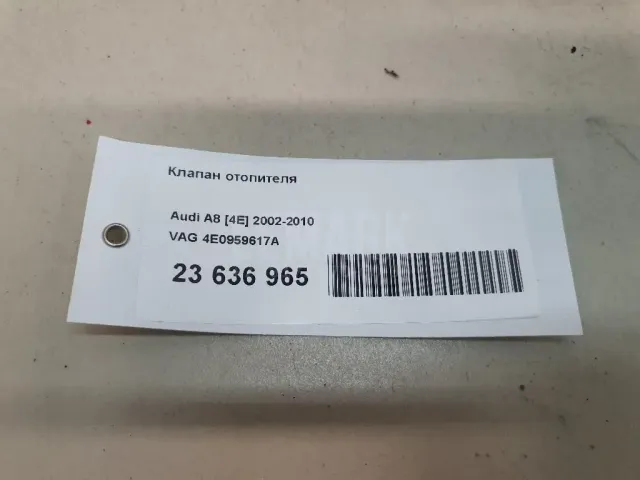 Клапан отопителя
Audi A8 [4E] 2002-2010
VAG 4E0959617A
23 636 965